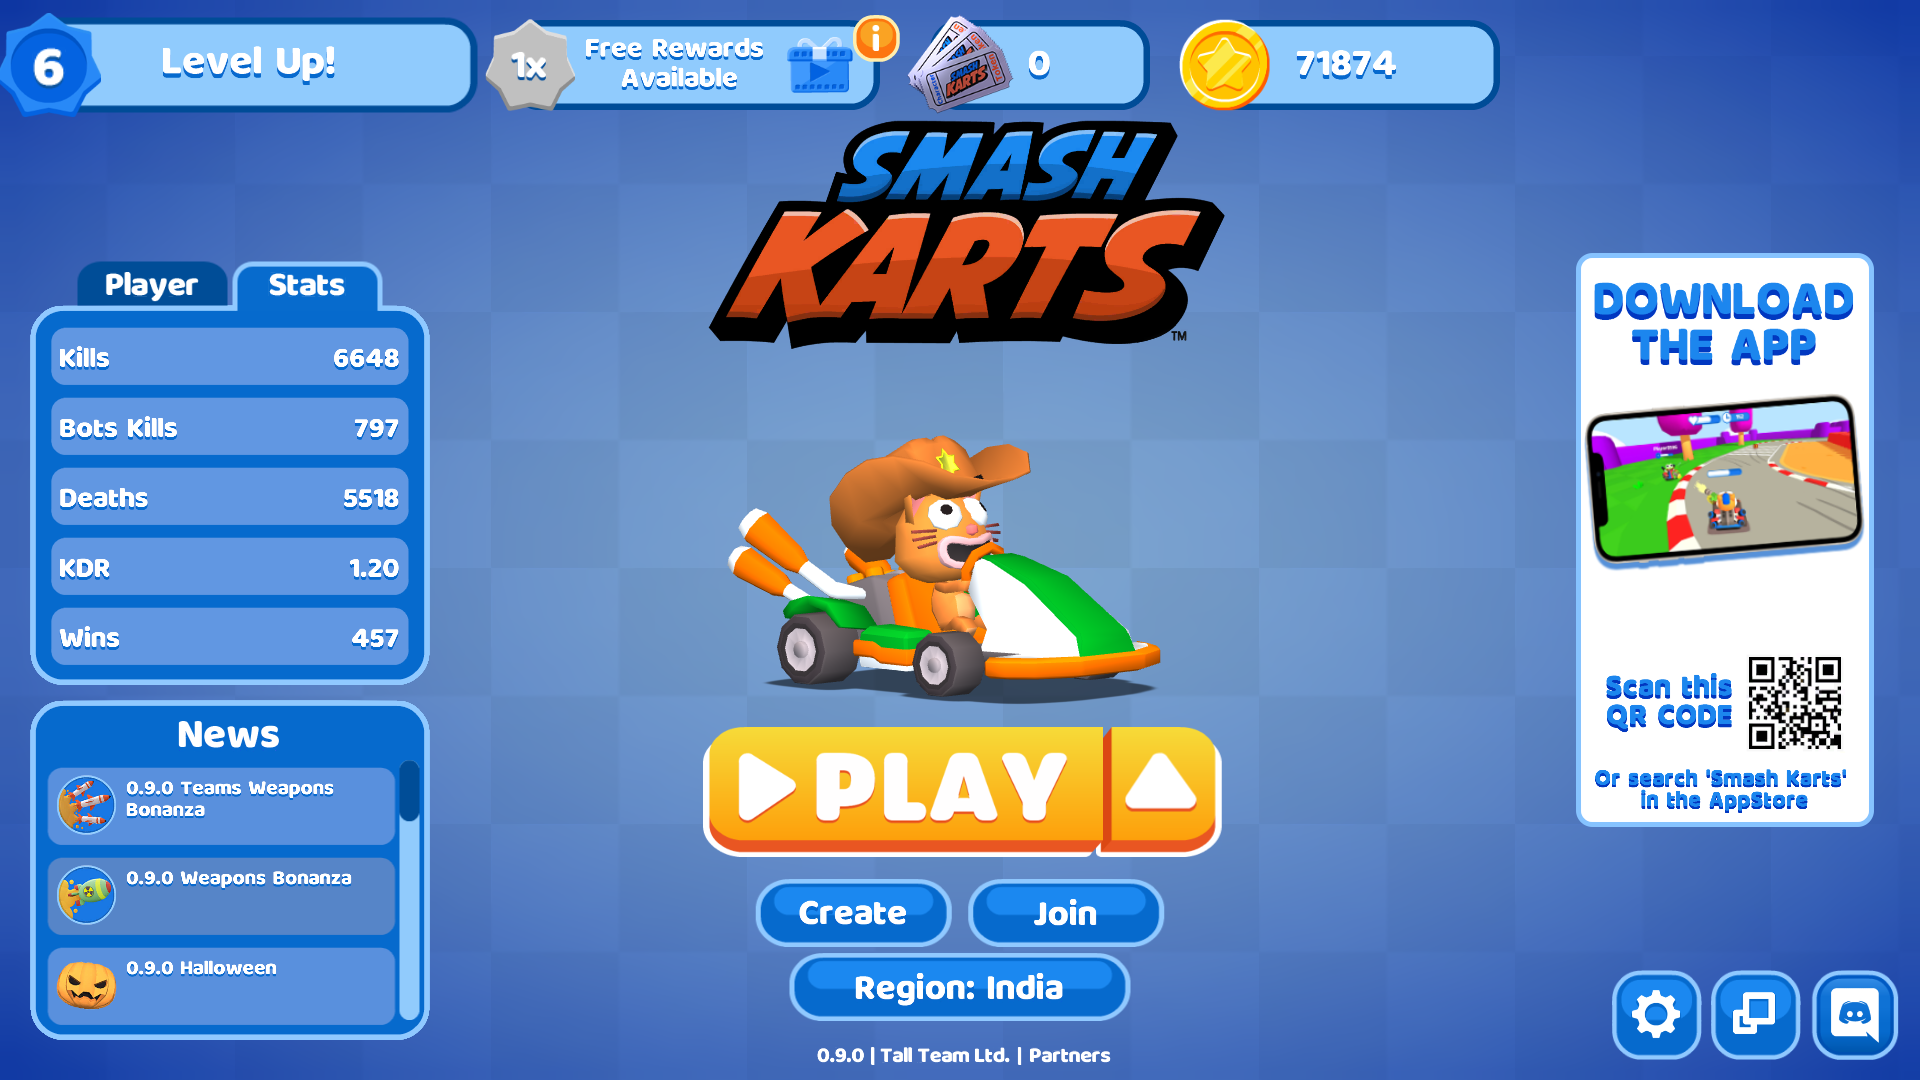 6
Level Up!
1x
Free Rewards
Available
i
SMASH
KARTS
0
71874
SMASH
KARTS
TM
Player
Stats
Kills 6648
Bots Kills 797
Deaths 5518
KDR 1.20
Wins 457
News
0.9.0 Teams Weapons
Bonanza
0.9.0 Weapons Bonanza
0.9.0 Halloween
PLAY
Create
Join
Region: India
0.9.0 | Tall Team Ltd. | Partners
DOWNLOAD
THE APP
Scan this
QR CODE
Or search 'Smash Karts'
in the AppStore